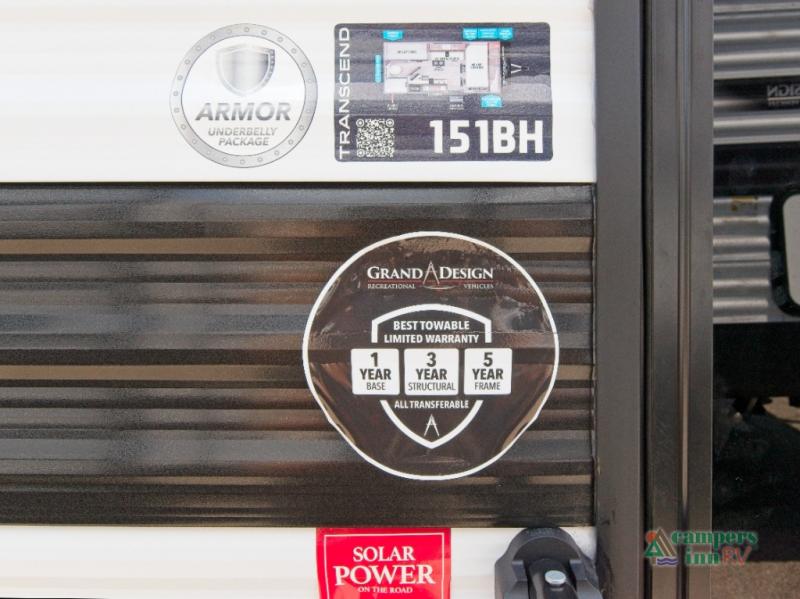 ARMOR
UNDERBELLY
PACKAGE
TRANSCEND
151BH
GRAND DESIGN
RECREATIONAL VEHICLES
BEST TOWABLE
LIMITED WARRANTY
1 YEAR BASE
3 YEAR STRUCTURAL
5 YEAR FRAME
ALL TRANSFERABLE
SOLAR
POWER
ON THE ROAD
campers
inn RV